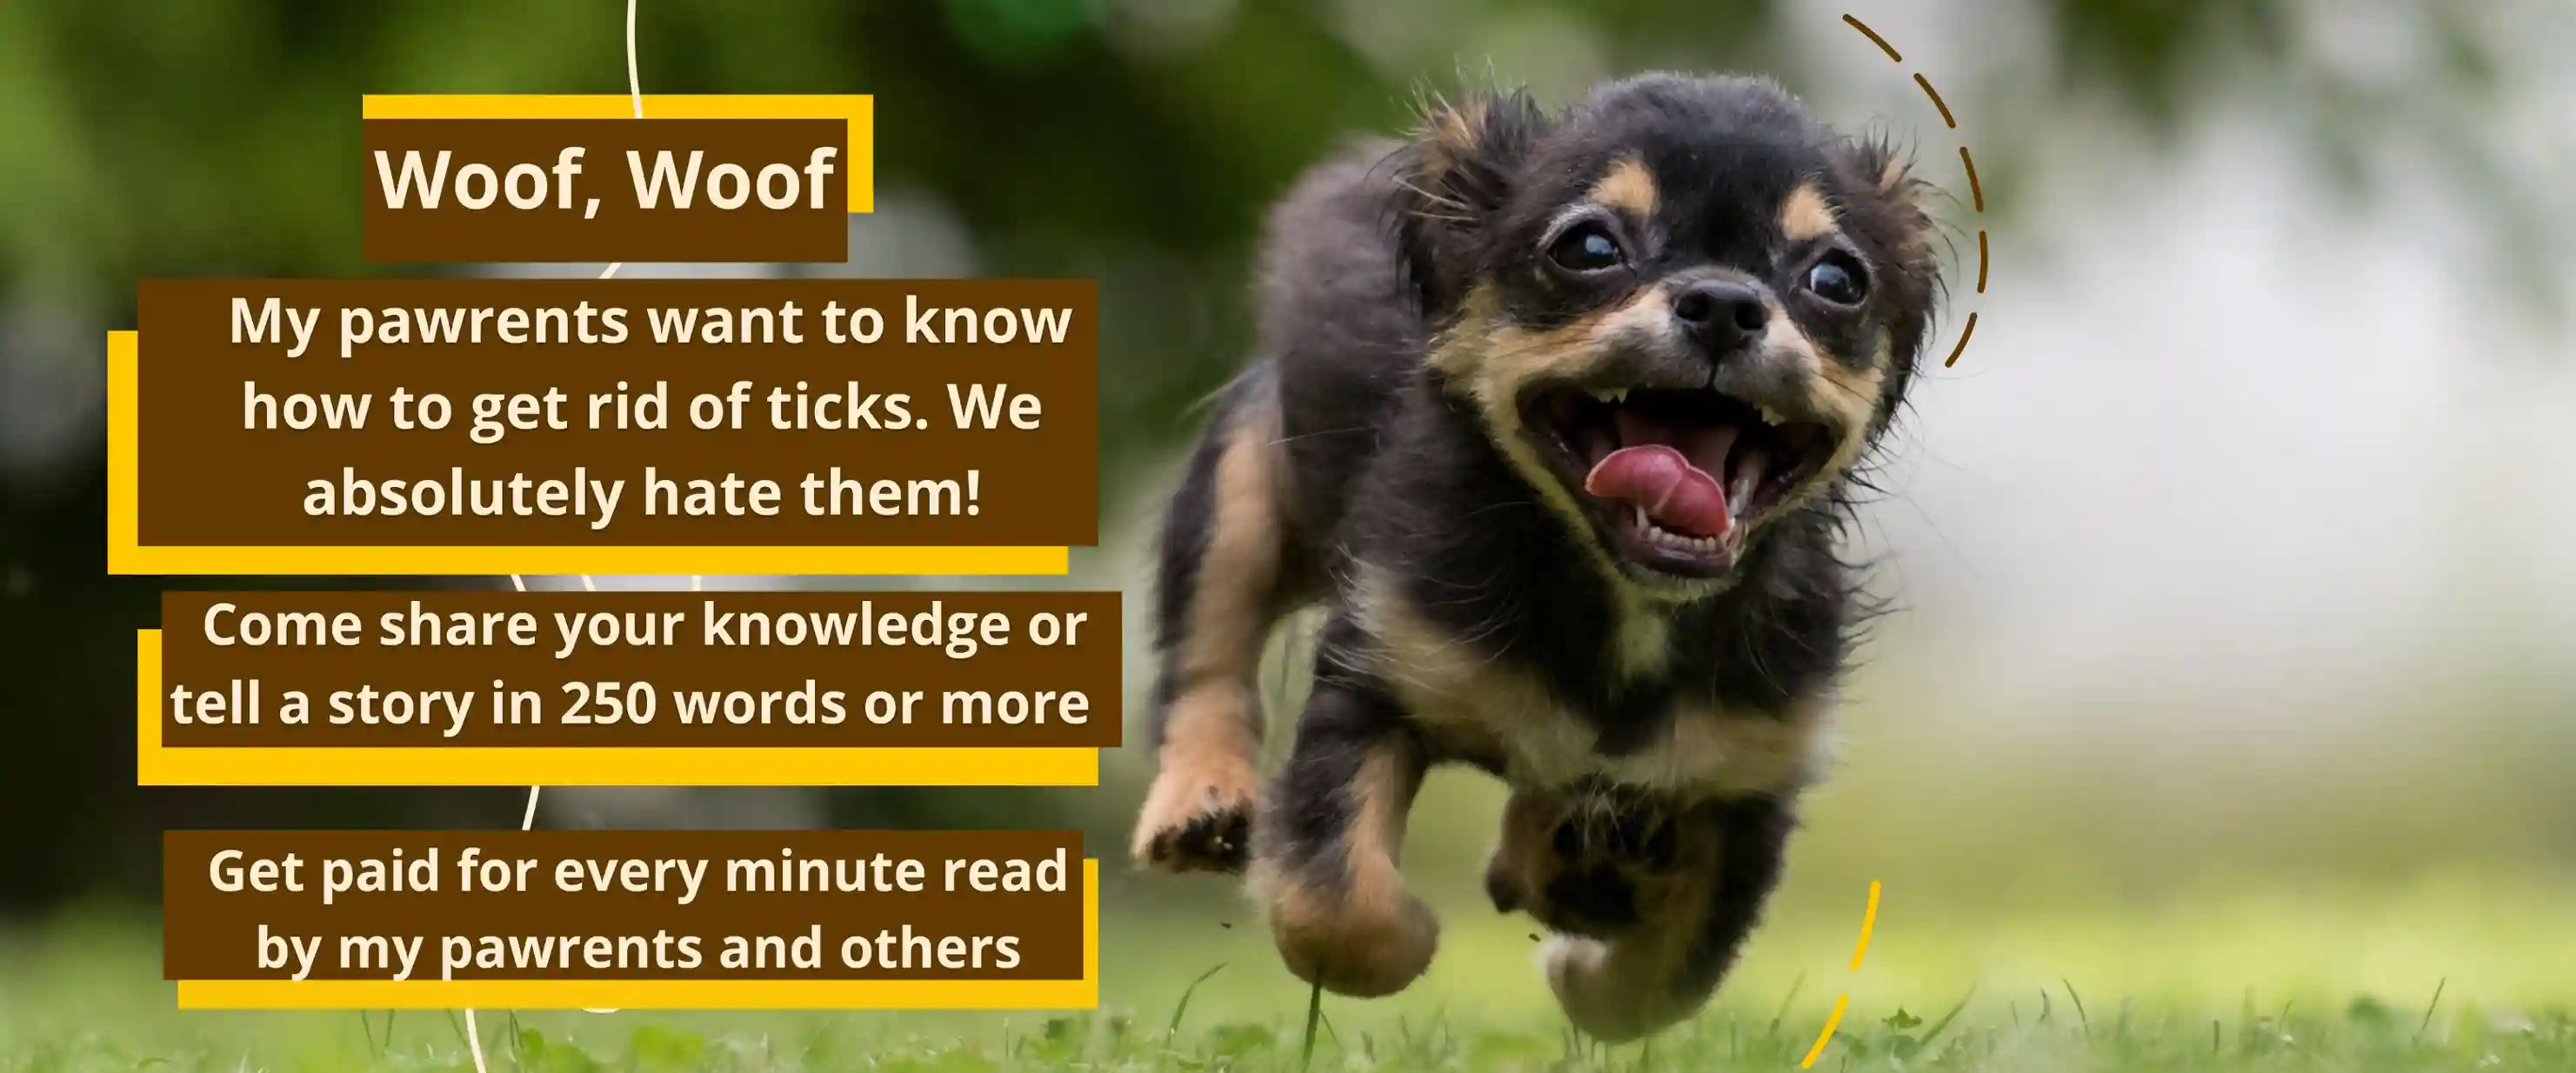 Woof, Woof
My pawrents want to know
how to get rid of ticks. We
absolutely hate them!
Come share your knowledge or
tell a story in 250 words or more
Get paid for every minute read
by my pawrents and others